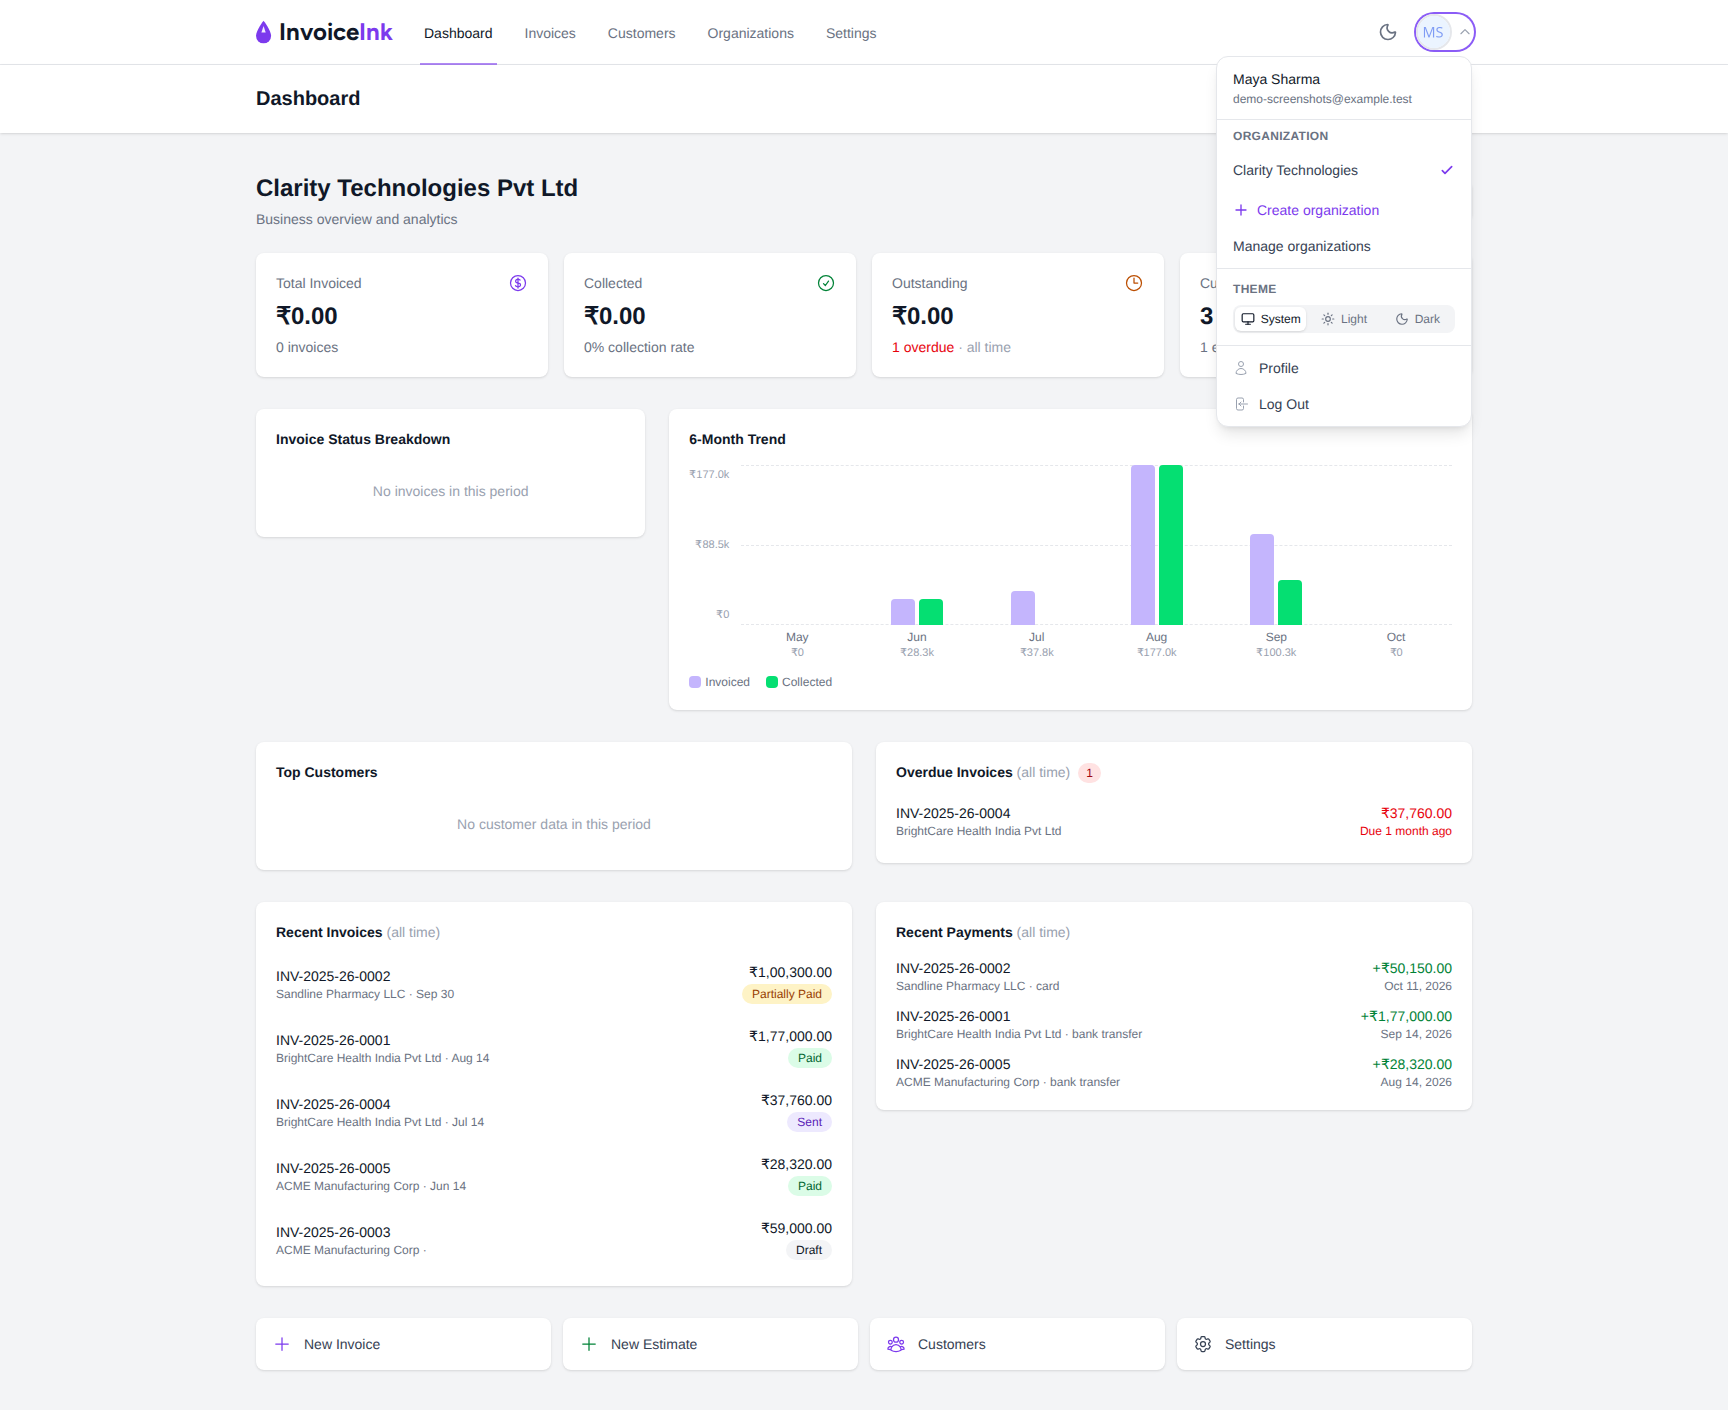 InvoiceInk
Dashboard
Invoices
Customers
Organizations
Settings
MS
Maya Sharma
demo-screenshots@example.test
ORGANIZATION
Clarity Technologies
Create organization
Manage organizations
THEME
System
Light
Dark
Profile
Log Out
Dashboard
Clarity Technologies Pvt Ltd
Business overview and analytics
Total Invoiced
₹0.00
0 invoices
Collected
₹0.00
0% collection rate
Outstanding
₹0.00
1 overdue · all time
3
1
Invoice Status Breakdown
No invoices in this period
6-Month Trend
₹177.0k
₹88.5k
₹0
May
₹0
Jun
₹28.3k
Jul
₹37.8k
Aug
₹177.0k
Sep
₹100.3k
Oct
₹0
Invoiced
Collected
Top Customers
No customer data in this period
Overdue Invoices (all time) 1
INV-2025-26-0004
₹37,760.00
BrightCare Health India Pvt Ltd
Due 1 month ago
Recent Invoices (all time)
INV-2025-26-0002
₹1,00,300.00
Sandline Pharmacy LLC · Sep 30
Partially Paid
INV-2025-26-0001
₹1,77,000.00
BrightCare Health India Pvt Ltd · Aug 14
Paid
INV-2025-26-0004
₹37,760.00
BrightCare Health India Pvt Ltd · Jul 14
Sent
INV-2025-26-0005
₹28,320.00
ACME Manufacturing Corp · Jun 14
Paid
INV-2025-26-0003
₹59,000.00
ACME Manufacturing Corp ·
Draft
Recent Payments (all time)
INV-2025-26-0002
+₹50,150.00
Sandline Pharmacy LLC · card
Oct 11, 2026
INV-2025-26-0001
+₹1,77,000.00
BrightCare Health India Pvt Ltd · bank transfer
Sep 14, 2026
INV-2025-26-0005
+₹28,320.00
ACME Manufacturing Corp · bank transfer
Aug 14, 2026
New Invoice
New Estimate
Customers
Settings